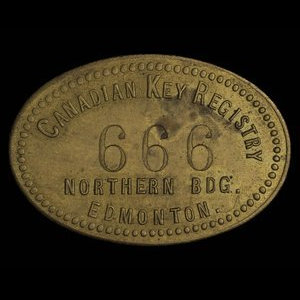 CANADIAN KEY REGISTRY
666
NORTHERN BDG.
EDMONTON.